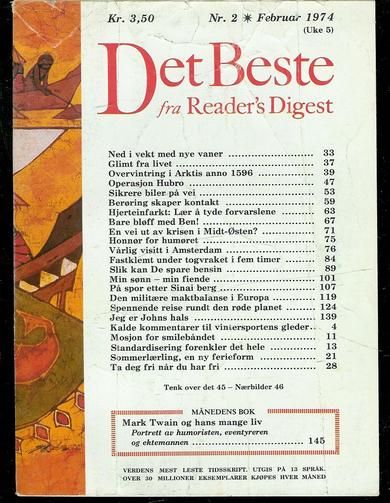 Kr. 3,50 Nr. 2 ✷ Februar 1974
(Uke 5)
Det Beste
fra Reader's Digest
Ned i vekt med nye vaner 33
Glimt fra livet 37
Overvintring i Arktis anno 1596 39
Operasjon Hubro 47
Sikrere biler på vei 53
Berøring skaper kontakt 59
Hjerteinfarkt: Lær å tyde forvarslene 63
Bare bløff med Ben! 67
En vei ut av krisen i Midt-Østen? 71
Honnør for humøret 75
Vårlig visitt i Amsterdam 76
Fastklemt under togvraket i fem timer 84
Slik kan De spare bensin 89
Min sønn – min fiende 101
På spor etter Sinai berg 107
Den militære maktbalanse i Europa 119
Spennende reise rundt den røde planet 124
Jeg er Johns hals 139
Kalde kommentarer til vintersportens gleder 4
Mosjon for smilebåndet 11
Standardisering forenkler det hele 13
Sommerlærling, en ny ferieform 21
Ta deg fri når du har fri 28
Tenk over det 45 – Nærbilder 46
MÅNEDENS BOK
Mark Twain og hans mange liv
Portrett av humoristen, eventyreren
og ektemannen 145
VERDENS MEST LESTE TIDSSKRIFT. UTGIS PÅ 13 SPRÅK.
OVER 30 MILLIONER EKSEMPLARER KJØPES HVER MÅNED